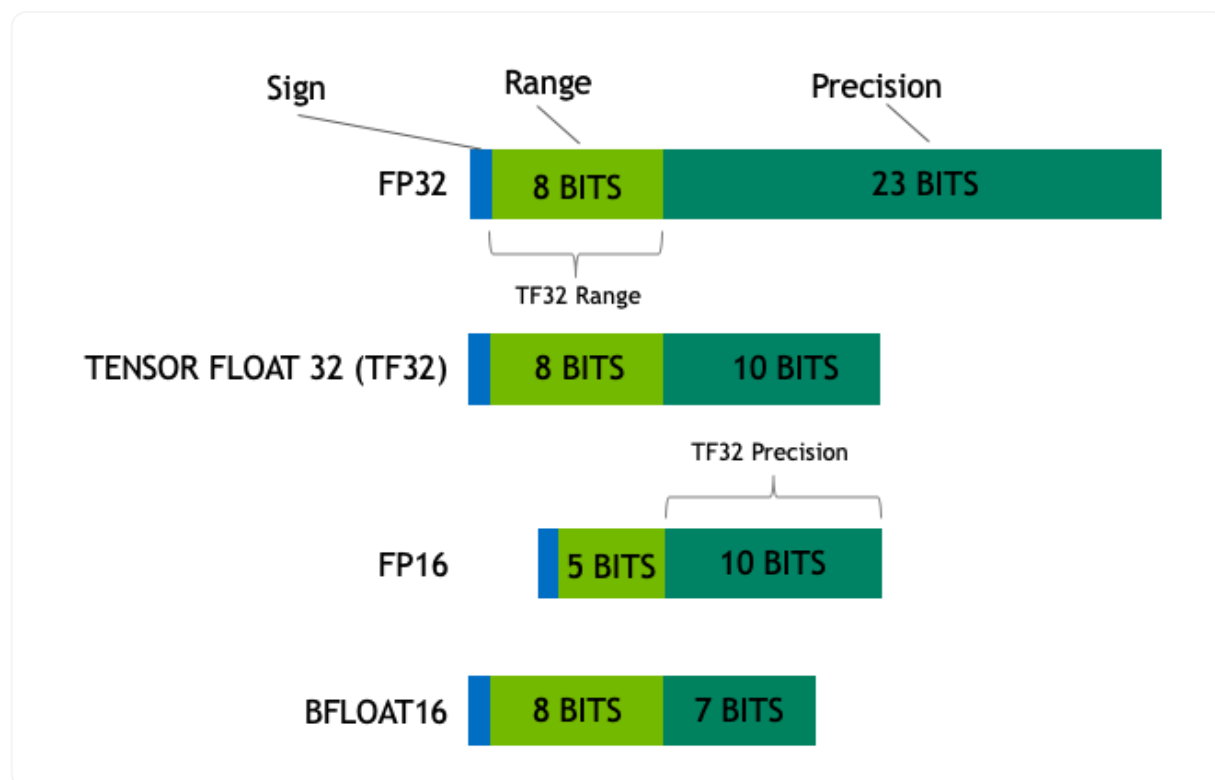 Sign
Range
Precision
FP32
8 BITS
23 BITS
TF32 Range
TENSOR FLOAT 32 (TF32)
8 BITS
10 BITS
TF32 Precision
FP16
5 BITS
10 BITS
BFLOAT16
8 BITS
7 BITS